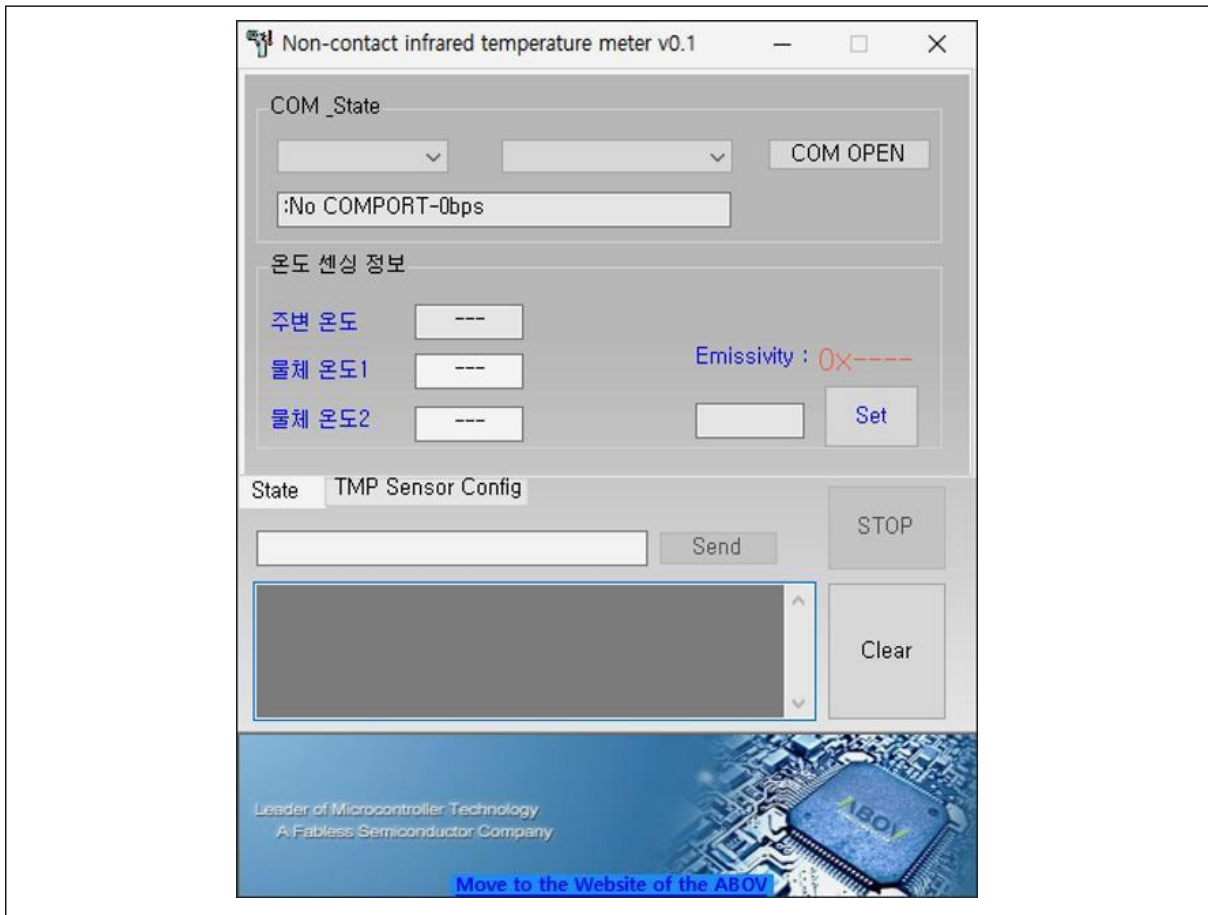 Non-contact infrared temperature meter v0.1
COM _State
COM OPEN
:No COMPORT-0bps
온도 센싱 정보
주변 온도
---
물체 온도1
---
Emissivity : 0x----
물체 온도2
---
Set
State
TMP Sensor Config
STOP
Send
Clear
Leader of Microcontroller Technology
A Fabless Semiconductor Company
ABOV
Move to the Website of the ABOV